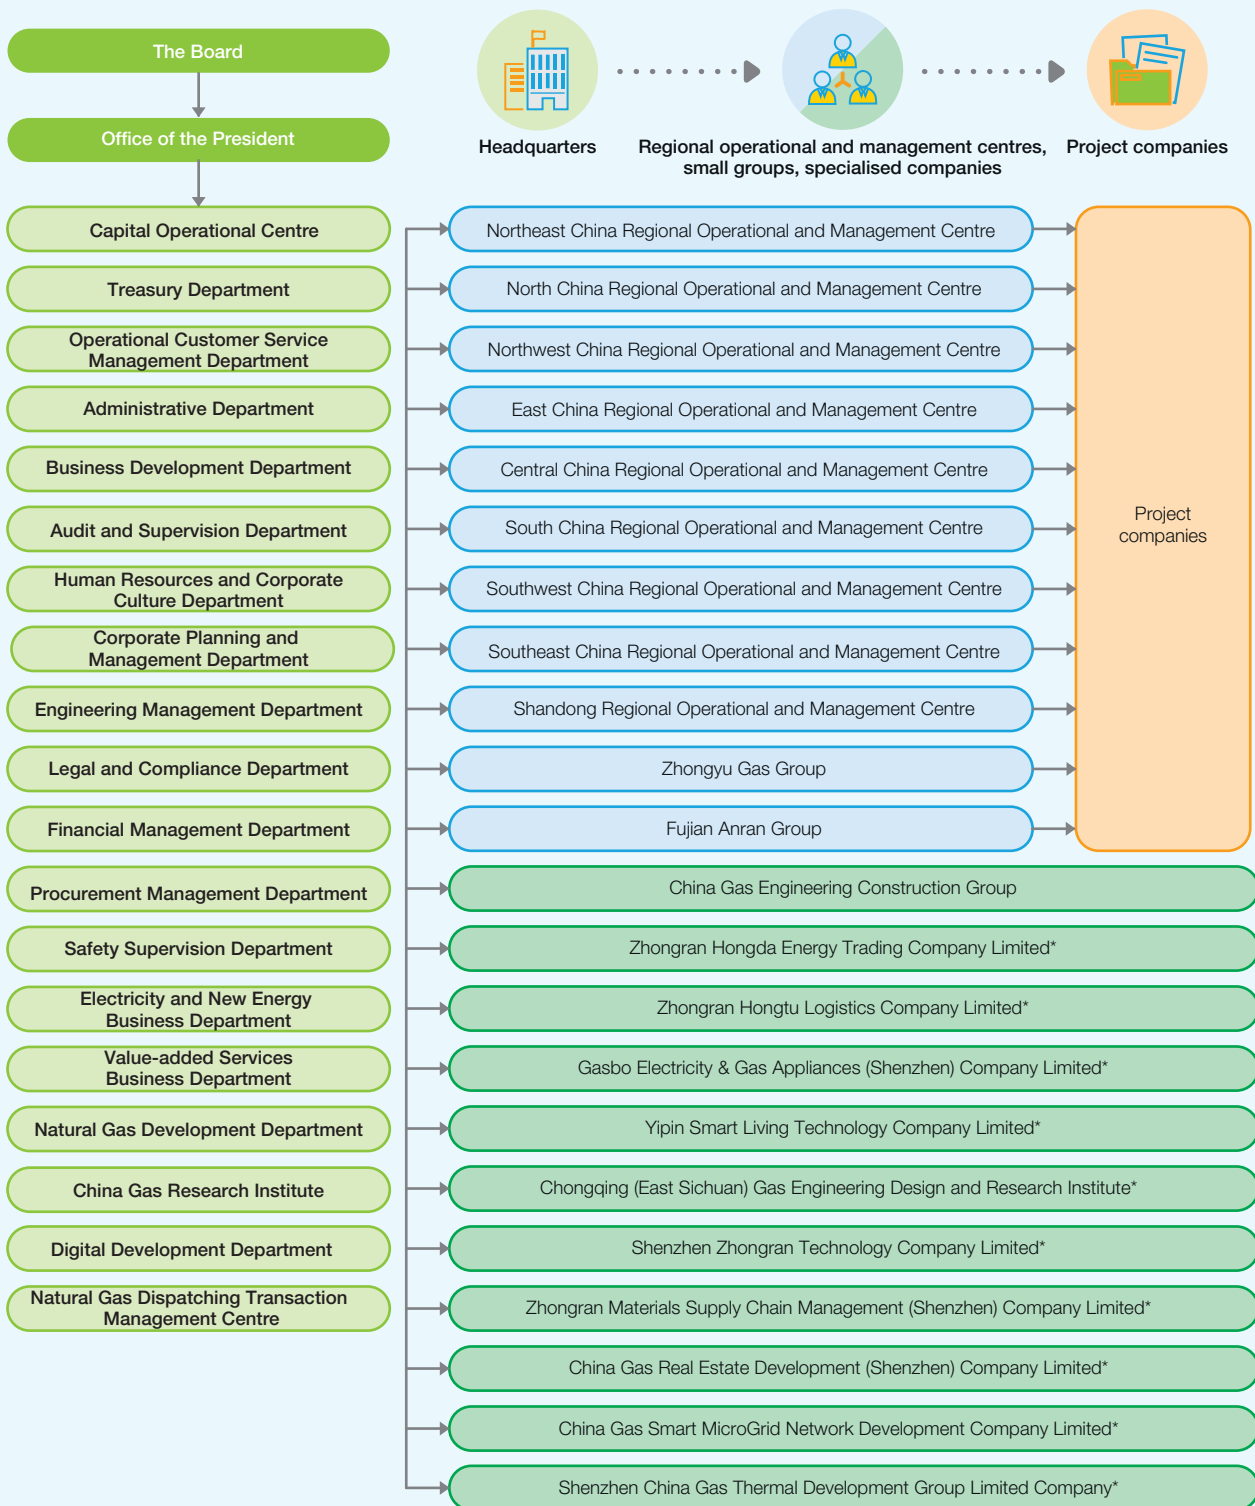 The Board
Office of the President
Headquarters
Regional operational and management centres,
small groups, specialised companies
Project companies
Capital Operational Centre
Treasury Department
Operational Customer Service
Management Department
Administrative Department
Business Development Department
Audit and Supervision Department
Human Resources and Corporate
Culture Department
Corporate Planning and
Management Department
Engineering Management Department
Legal and Compliance Department
Financial Management Department
Procurement Management Department
Safety Supervision Department
Electricity and New Energy
Business Department
Value-added Services
Business Department
Natural Gas Development Department
China Gas Research Institute
Digital Development Department
Natural Gas Dispatching Transaction
Management Centre
Northeast China Regional Operational and Management Centre
North China Regional Operational and Management Centre
Northwest China Regional Operational and Management Centre
East China Regional Operational and Management Centre
Central China Regional Operational and Management Centre
South China Regional Operational and Management Centre
Southwest China Regional Operational and Management Centre
Southeast China Regional Operational and Management Centre
Shandong Regional Operational and Management Centre
Zhongyu Gas Group
Fujian Anran Group
China Gas Engineering Construction Group
Zhongran Hongda Energy Trading Company Limited*
Zhongran Hongtu Logistics Company Limited*
Gasbo Electricity & Gas Appliances (Shenzhen) Company Limited*
Yipin Smart Living Technology Company Limited*
Chongqing (East Sichuan) Gas Engineering Design and Research Institute*
Shenzhen Zhongran Technology Company Limited*
Zhongran Materials Supply Chain Management (Shenzhen) Company Limited*
China Gas Real Estate Development (Shenzhen) Company Limited*
China Gas Smart MicroGrid Network Development Company Limited*
Shenzhen China Gas Thermal Development Group Limited Company*
Project
companies